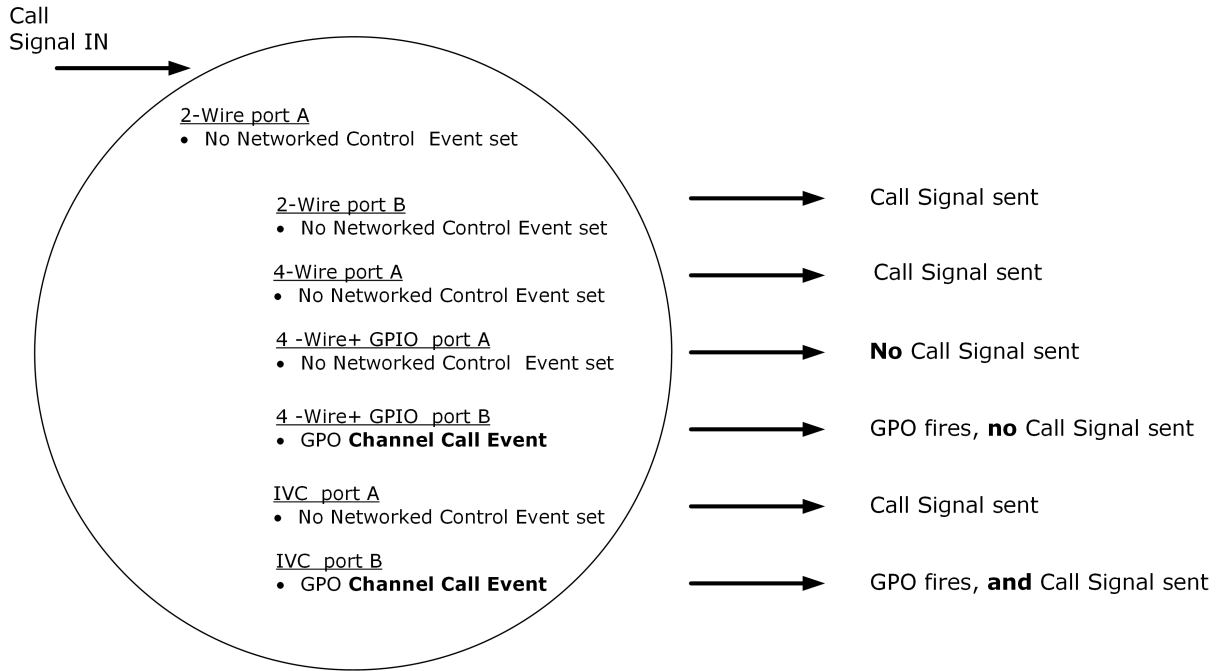 Call
Signal IN
2-Wire port A
• No Networked Control Event set
2-Wire port B
• No Networked Control Event set
Call Signal sent
4-Wire port A
• No Networked Control Event set
Call Signal sent
4 -Wire+ GPIO port A
• No Networked Control Event set
No Call Signal sent
4 -Wire+ GPIO port B
• GPO Channel Call Event
GPO fires, no Call Signal sent
IVC port A
• No Networked Control Event set
Call Signal sent
IVC port B
• GPO Channel Call Event
GPO fires, and Call Signal sent